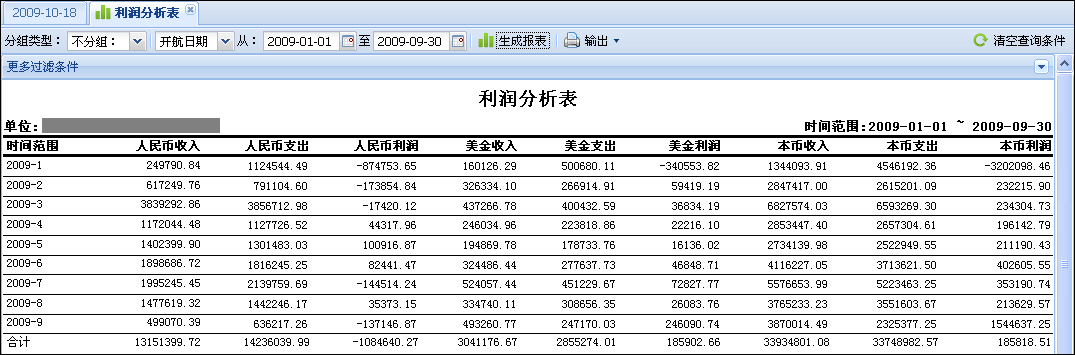 2009-10-18 利润分析表
分组类型： 不分组： 开航日期 从： 2009-01-01 至 2009-09-30 生成报表 输出 清空查询条件
更多过滤条件
利润分析表
单位： 时间范围:2009-01-01 ~ 2009-09-30
时间范围 人民币收入 人民币支出 人民币利润 美金收入 美金支出 美金利润 本币收入 本币支出 本币利润
2009-1 249790.84 1124544.49 -874753.65 160126.29 500680.11 -340553.82 1344093.91 4546192.36 -3202098.46
2009-2 617249.76 791104.60 -173854.84 326334.10 266914.91 59419.19 2847417.00 2615201.09 232215.90
2009-3 3839292.86 3856712.98 -17420.12 437266.78 400432.59 36834.19 6827574.03 6593269.30 234304.73
2009-4 1172044.48 1127726.52 44317.96 246034.96 223818.86 22216.10 2853447.40 2657304.61 196142.79
2009-5 1402399.90 1301483.03 100916.87 194869.78 178733.76 16136.02 2734139.98 2522949.55 211190.43
2009-6 1898686.72 1816245.25 82441.47 324486.44 277637.73 46848.71 4116227.05 3713621.50 402605.55
2009-7 1995245.45 2139759.69 -144514.24 524057.44 451229.67 72827.77 5576653.99 5223463.25 353190.74
2009-8 1477619.32 1442246.17 35373.15 334740.11 308656.35 26083.76 3765233.23 3551603.67 213629.57
2009-9 499070.39 636217.26 -137146.87 493260.77 247170.03 246090.74 3870014.49 2325377.25 1544637.25
合计 13151399.72 14236039.99 -1084640.27 3041176.67 2855274.01 185902.66 33934801.08 33748982.57 185818.51